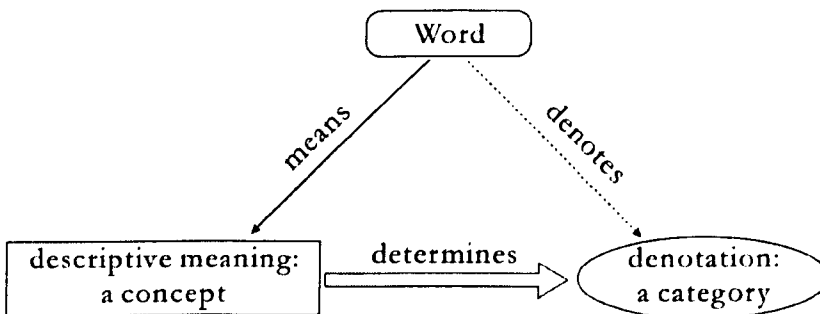 Word
means
denotes
determines
descriptive meaning:
a concept
denotation:
a category